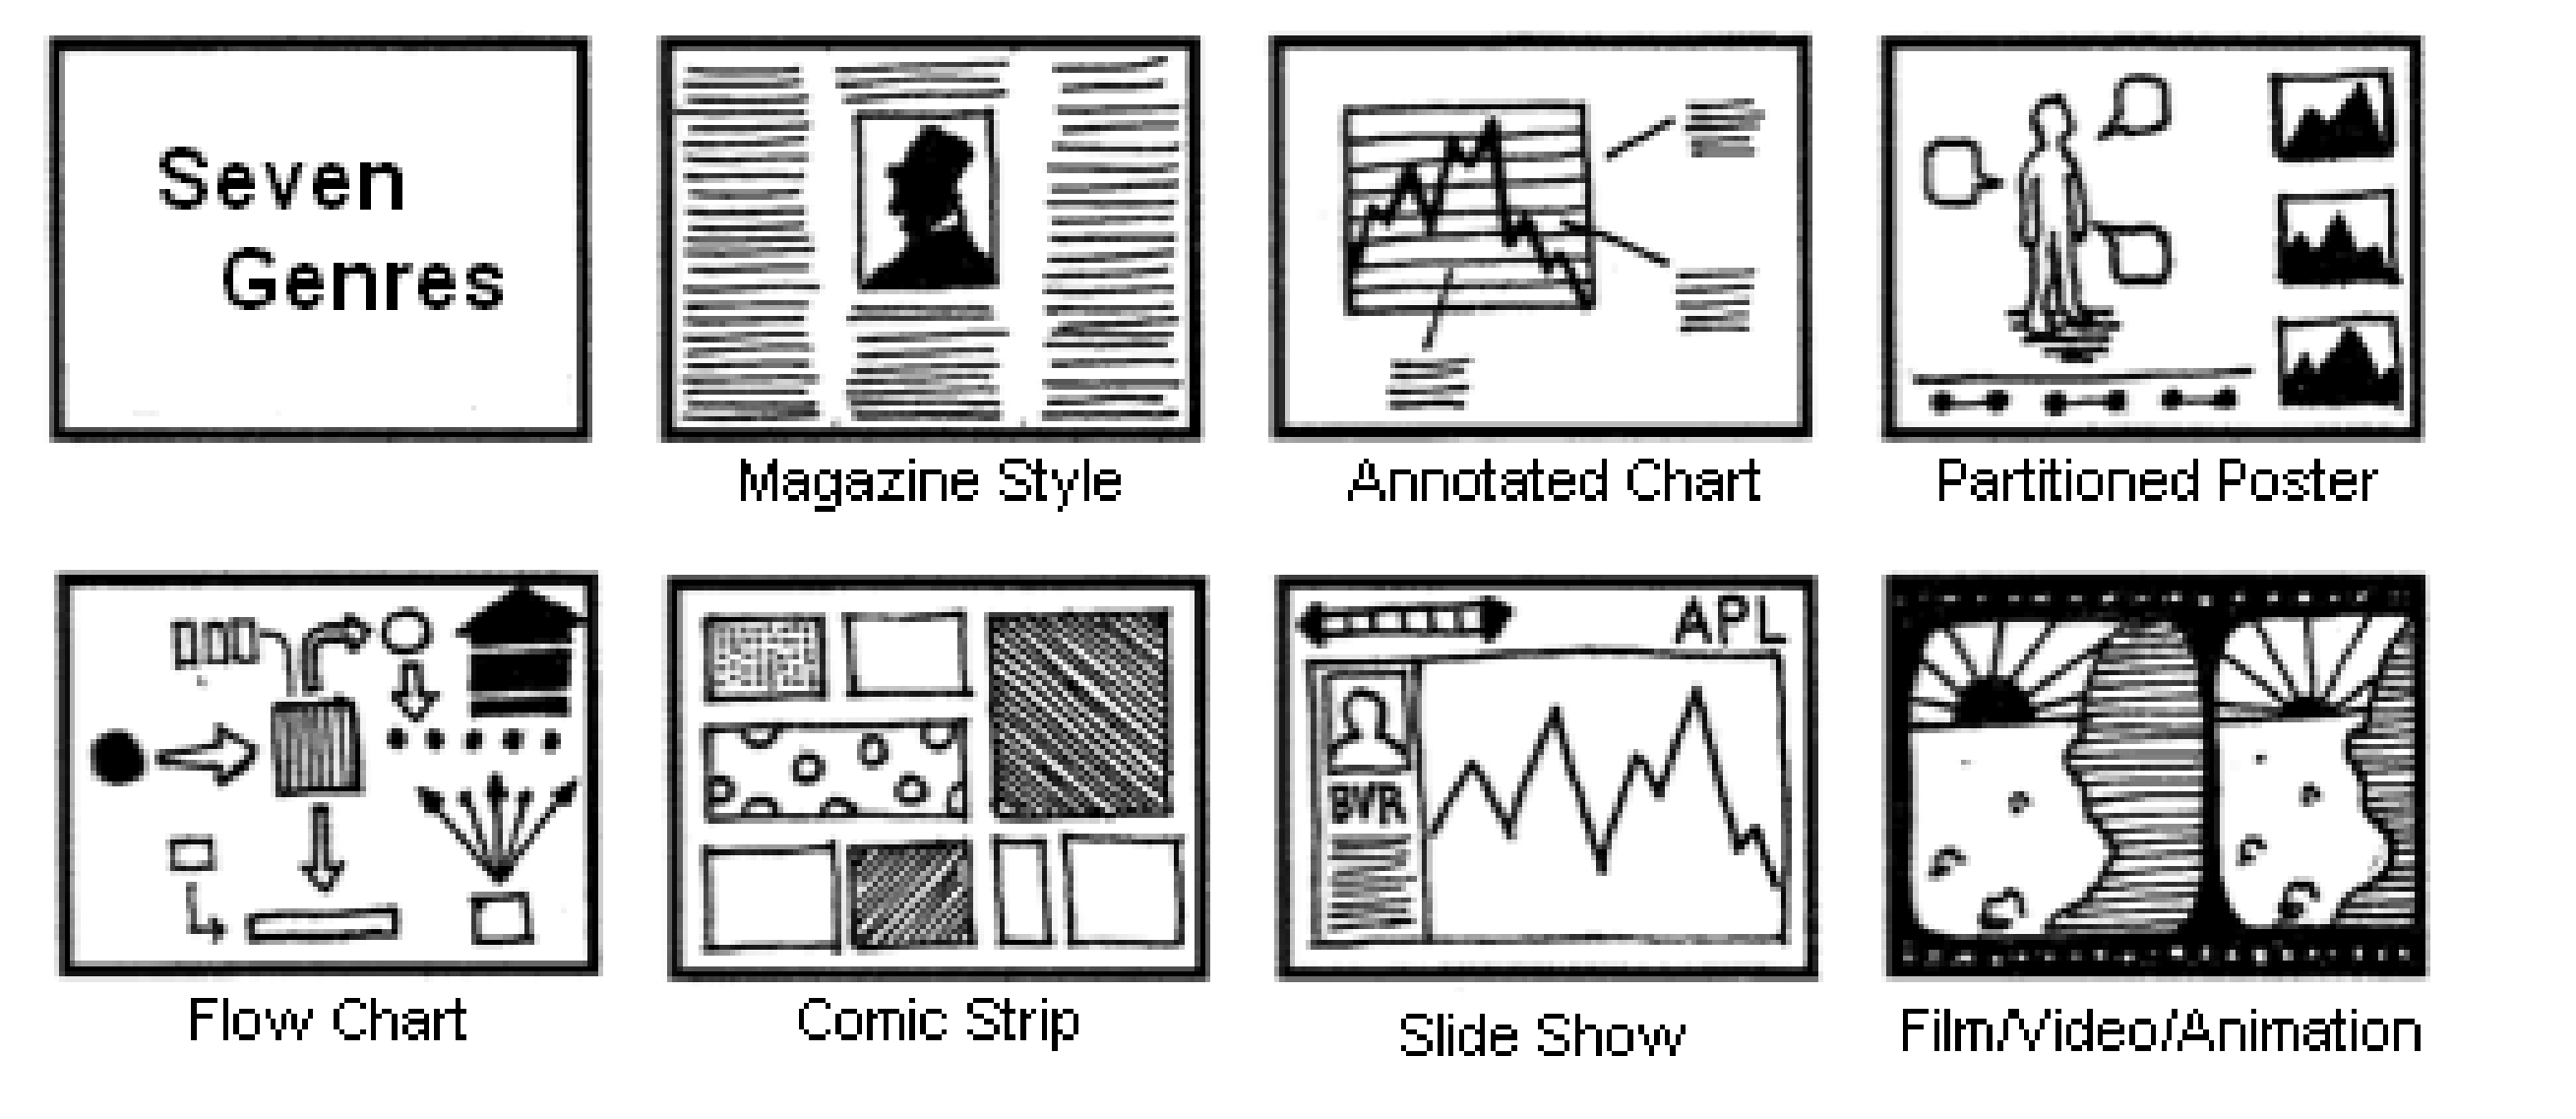 Seven
Genres
Magazine Style
Annotated Chart
Partitioned Poster
APL
BVR
Flow Chart
Comic Strip
Slide Show
Film/Video/Animation